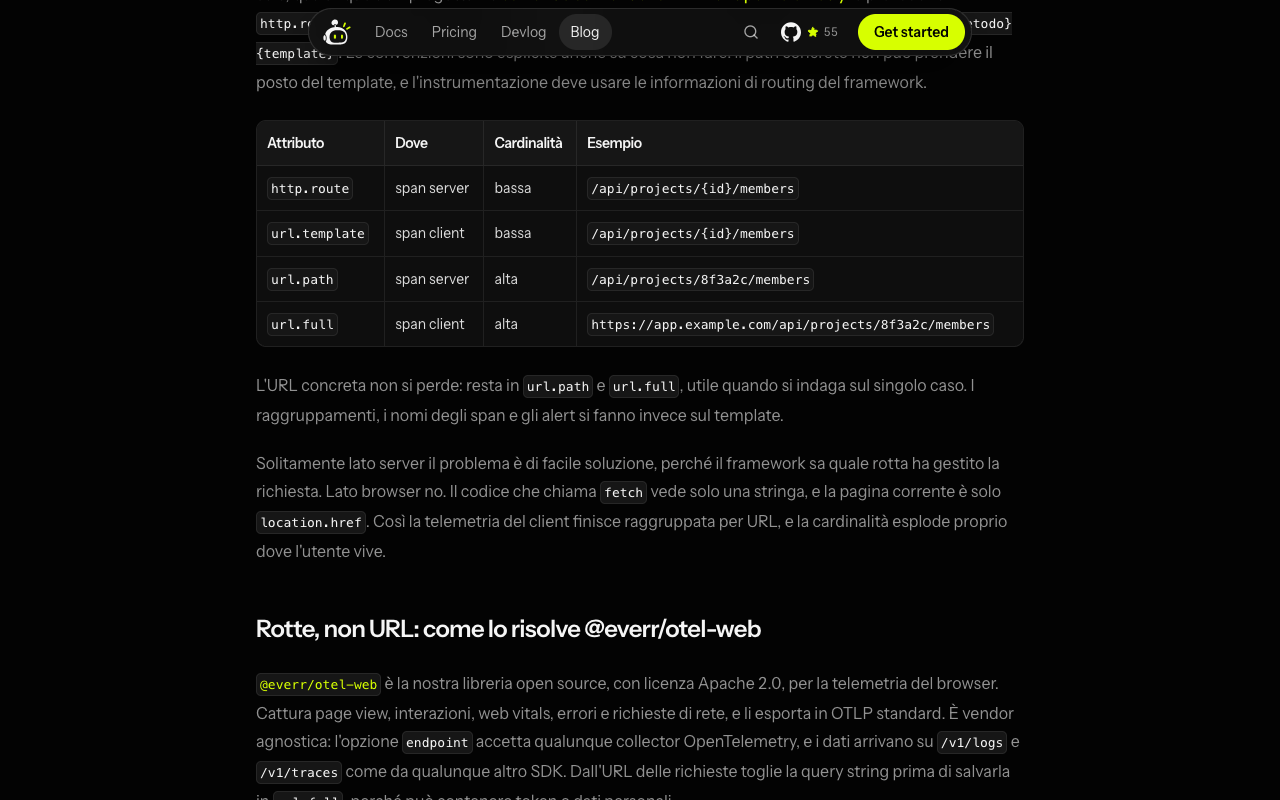 Docs Pricing Devlog Blog 55 Get started
{template}
posto del template, e l'instrumentazione deve usare le informazioni di routing del framework.
Attributo Dove Cardinalità Esempio
http.route span server bassa /api/projects/{id}/members
url.template span client bassa /api/projects/{id}/members
url.path span server alta /api/projects/8f3a2c/members
url.full span client alta https://app.example.com/api/projects/8f3a2c/members
L'URL concreta non si perde: resta in url.path e url.full, utile quando si indaga sul singolo caso. I
raggruppamenti, i nomi degli span e gli alert si fanno invece sul template.
Solitamente lato server il problema è di facile soluzione, perché il framework sa quale rotta ha gestito la
richiesta. Lato browser no. Il codice che chiama fetch vede solo una stringa, e la pagina corrente è solo
location.href. Così la telemetria del client finisce raggruppata per URL, e la cardinalità esplode proprio
dove l'utente vive.
Rotte, non URL: come lo risolve @everr/otel-web
@everr/otel-web è la nostra libreria open source, con licenza Apache 2.0, per la telemetria del browser.
Cattura page view, interazioni, web vitals, errori e richieste di rete, e li esporta in OTLP standard. È vendor
agnostica: l'opzione endpoint accetta qualunque collector OpenTelemetry, e i dati arrivano su /v1/logs e
/v1/traces come da qualunque altro SDK. Dall'URL delle richieste toglie la query string prima di salvarla